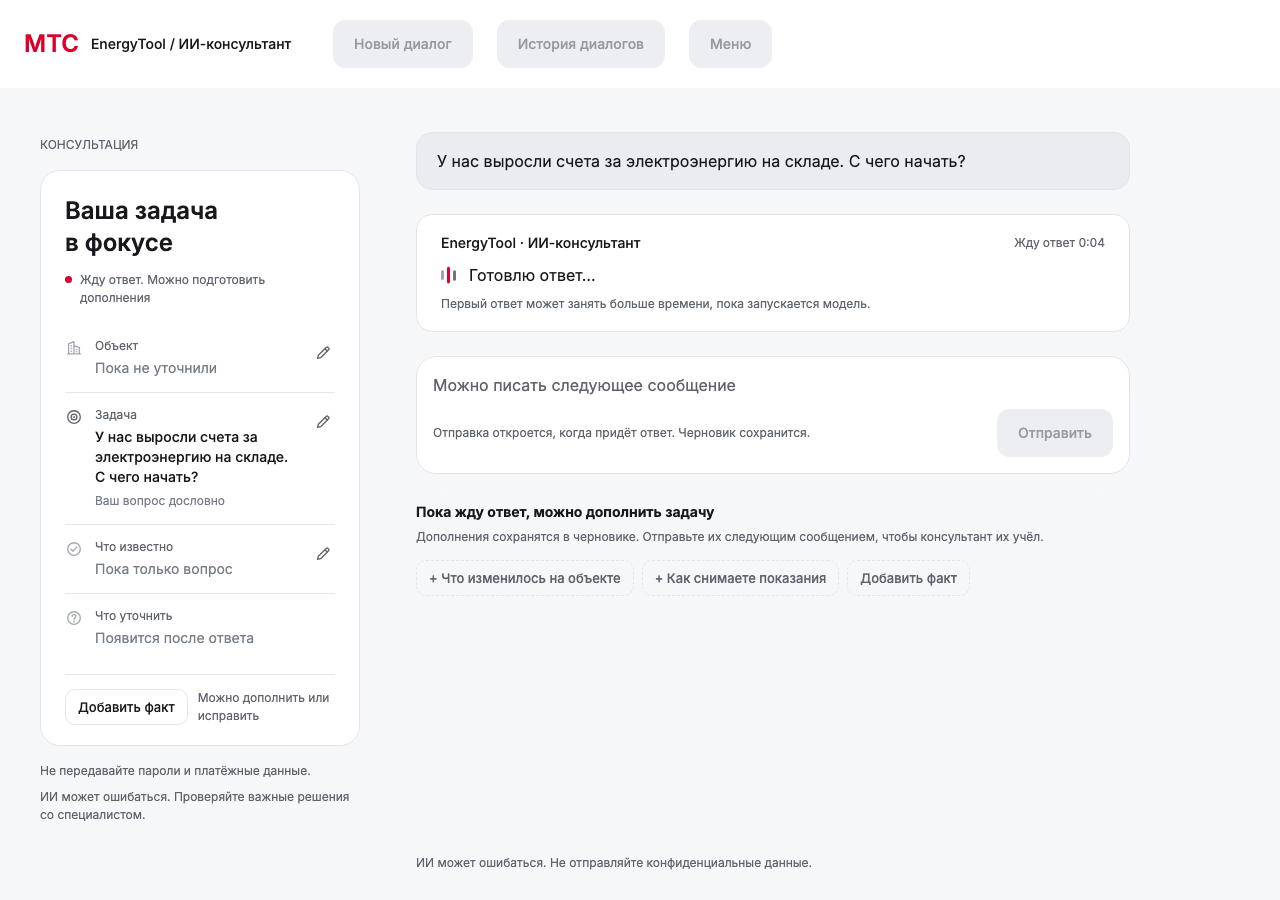 МТС
EnergyTool / ИИ-консультант
Новый диалог
История диалогов
Меню
КОНСУЛЬТАЦИЯ
Ваша задача
в фокусе
Жду ответ. Можно подготовить
дополнения
Объект
Пока не уточнили
Задача
У нас выросли счета за
электроэнергию на складе.
С чего начать?
Ваш вопрос дословно
Что известно
Пока только вопрос
Что уточнить
Появится после ответа
Добавить факт
Можно дополнить или
исправить
Не передавайте пароли и платёжные данные.
ИИ может ошибаться. Проверяйте важные решения
со специалистом.
У нас выросли счета за электроэнергию на складе. С чего начать?
EnergyTool · ИИ-консультант
Жду ответ 0:04
Готовлю ответ...
Первый ответ может занять больше времени, пока запускается модель.
Можно писать следующее сообщение
Отправка откроется, когда придёт ответ. Черновик сохранится.
Отправить
Пока жду ответ, можно дополнить задачу
Дополнения сохранятся в черновике. Отправьте их следующим сообщением, чтобы консультант их учёл.
+ Что изменилось на объекте
+ Как снимаете показания
Добавить факт
ИИ может ошибаться. Не отправляйте конфиденциальные данные.